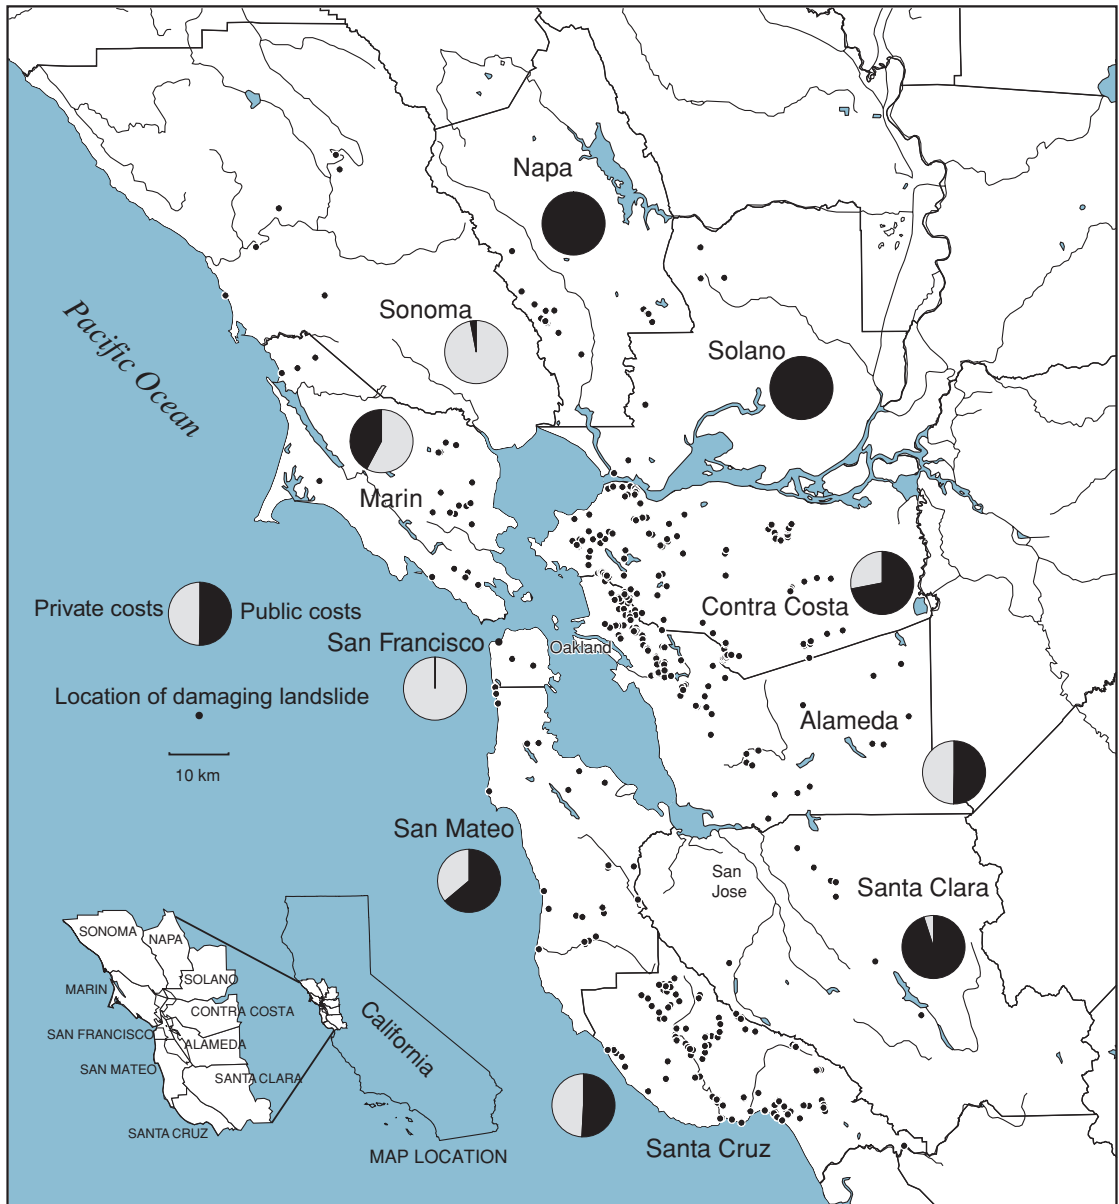 Napa
Sonoma
Solano
Pacific Ocean
Marin
Private costs
Public costs
Contra Costa
San Francisco
Oakland
Location of damaging landslide
Alameda
10 km
San Mateo
San
Jose
Santa Clara
SONOMA
NAPA
SOLANO
MARIN
CONTRA COSTA
SAN FRANCISCO
ALAMEDA
SAN MATEO
SANTA CLARA
SANTA CRUZ
California
MAP LOCATION
Santa Cruz